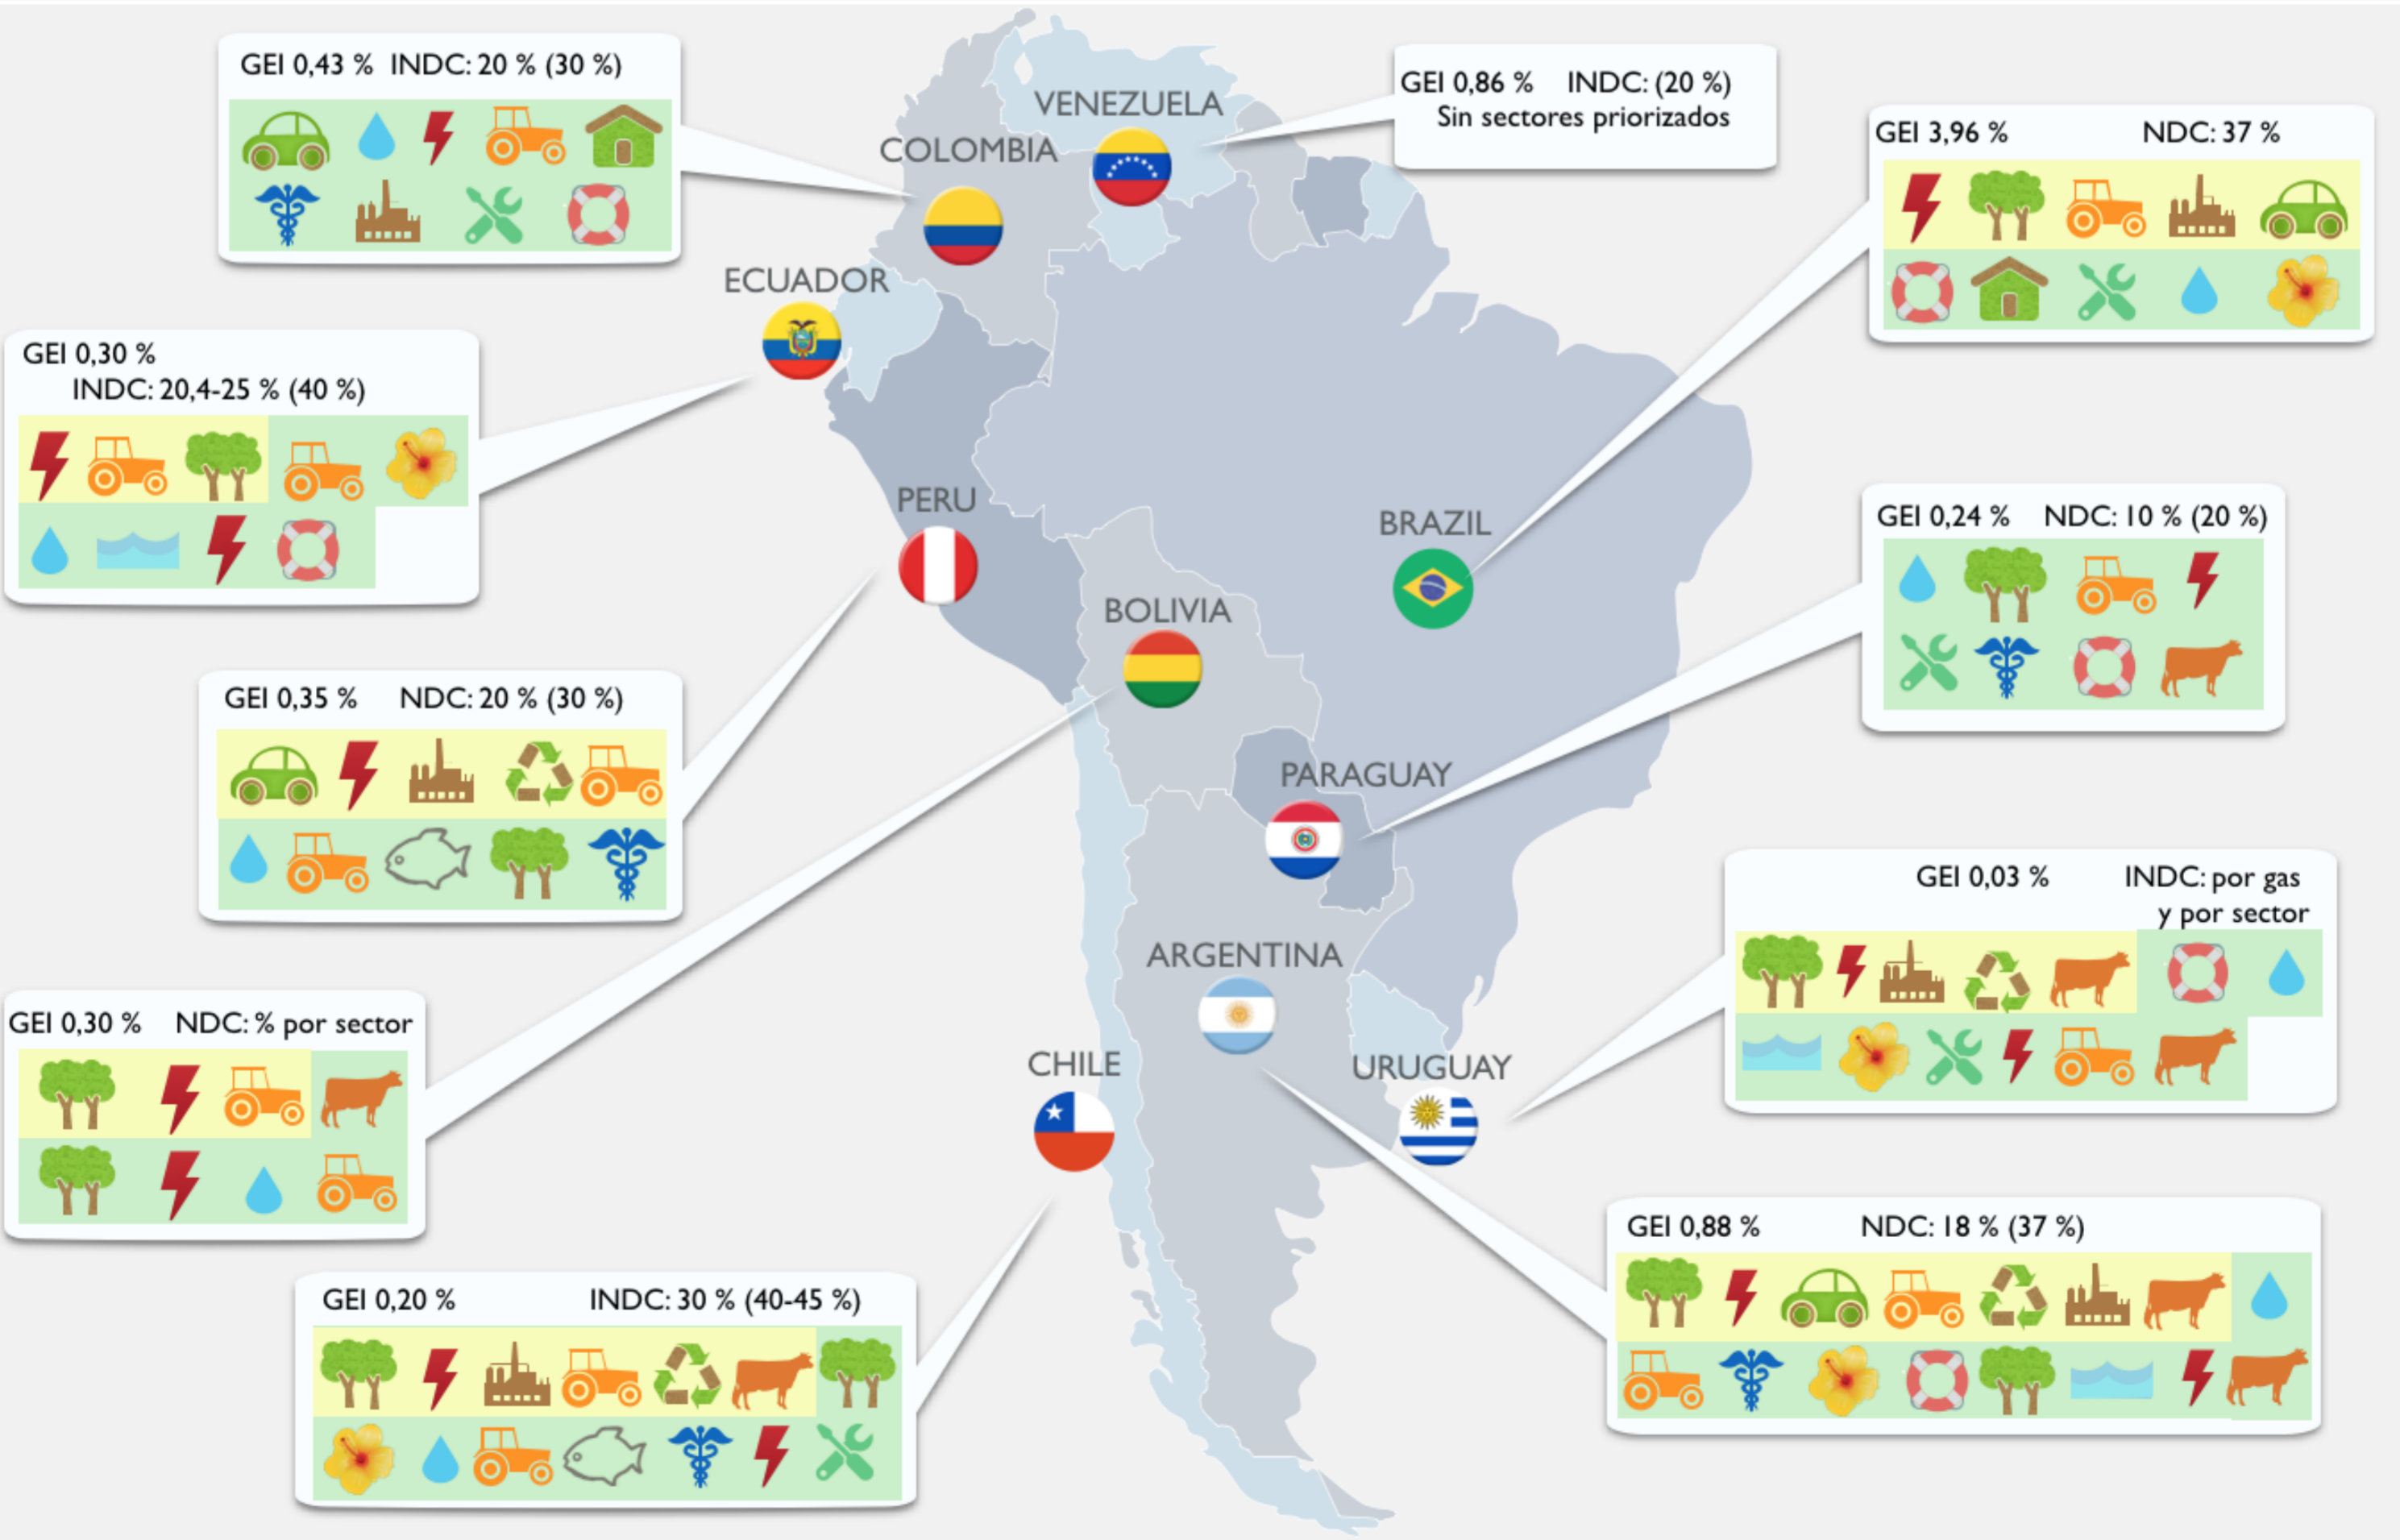 GEI 0,43 % INDC: 20 % (30 %)
VENEZUELA
GEI 0,86 % INDC: (20 %)
Sin sectores priorizados
COLOMBIA
GEI 3,96 % NDC: 37 %
ECUADOR
GEI 0,30 %
INDC: 20,4-25 % (40 %)
PERU
BRAZIL
GEI 0,24 % NDC: 10 % (20 %)
BOLIVIA
GEI 0,35 % NDC: 20 % (30 %)
PARAGUAY
GEI 0,03 % INDC: por gas
y por sector
ARGENTINA
GEI 0,30 % NDC: % por sector
CHILE
URUGUAY
GEI 0,88 % NDC: 18 % (37 %)
GEI 0,20 % INDC: 30 % (40-45 %)